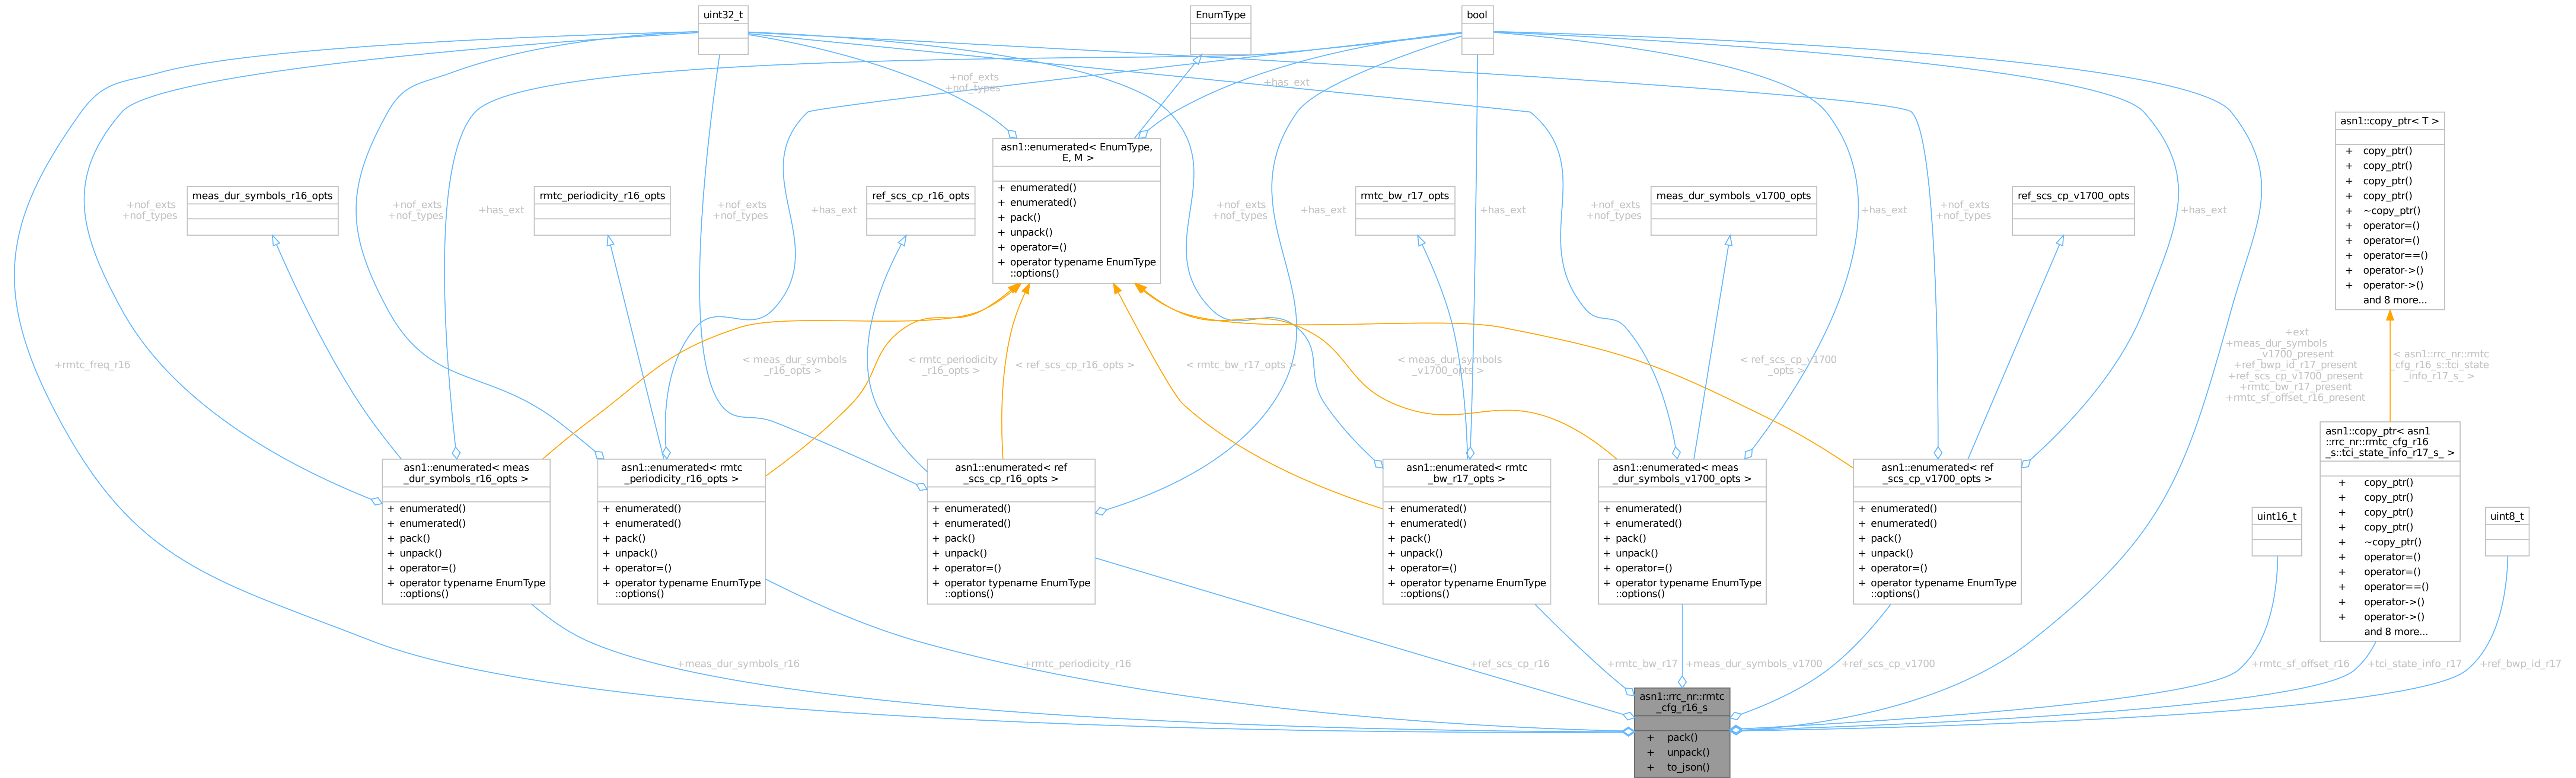 uint32_t
EnumType
bool
+nof_exts
+nof_types
+has_ext
asn1::copy_ptr< T >
+ copy_ptr()
+ copy_ptr()
+ copy_ptr()
+ copy_ptr()
+ ~copy_ptr()
+ operator=()
+ operator=()
+ operator==()
+ operator->()
+ operator->()
and 8 more...
asn1::enumerated< EnumType,
E, M >
+ enumerated()
+ enumerated()
+ pack()
+ unpack()
+ operator=()
+ operator typename EnumType
::options()
+nof_exts
+nof_types
meas_dur_symbols_r16_opts
+nof_exts
+nof_types
+has_ext
rmtc_periodicity_r16_opts
+nof_exts
+nof_types
+has_ext
ref_scs_cp_r16_opts
+nof_exts
+nof_types
+has_ext
rmtc_bw_r17_opts
+has_ext
+nof_exts
+nof_types
meas_dur_symbols_v1700_opts
+has_ext
+nof_exts
+nof_types
ref_scs_cp_v1700_opts
+has_ext
+rmtc_freq_r16
< meas_dur_symbols
_r16_opts >
< rmtc_periodicity
_r16_opts >
< ref_scs_cp_r16_opts >
< rmtc_bw_r17_opts >
< meas_dur_symbols
_v1700_opts >
< ref_scs_cp_v1700
_opts >
+ext
+meas_dur_symbols
_v1700_present
+ref_bwp_id_r17_present
+ref_scs_cp_v1700_present
+rmtc_bw_r17_present
+rmtc_sf_offset_r16_present
< asn1::rrc_nr::rmtc
_cfg_r16_s::tci_state
_info_r17_s_ >
asn1::enumerated< meas
_dur_symbols_r16_opts >
+ enumerated()
+ enumerated()
+ pack()
+ unpack()
+ operator=()
+ operator typename EnumType
::options()
asn1::enumerated< rmtc
_periodicity_r16_opts >
+ enumerated()
+ enumerated()
+ pack()
+ unpack()
+ operator=()
+ operator typename EnumType
::options()
asn1::enumerated< ref
_scs_cp_r16_opts >
+ enumerated()
+ enumerated()
+ pack()
+ unpack()
+ operator=()
+ operator typename EnumType
::options()
asn1::enumerated< rmtc
_bw_r17_opts >
+ enumerated()
+ enumerated()
+ pack()
+ unpack()
+ operator=()
+ operator typename EnumType
::options()
asn1::enumerated< meas
_dur_symbols_v1700_opts >
+ enumerated()
+ enumerated()
+ pack()
+ unpack()
+ operator=()
+ operator typename EnumType
::options()
asn1::enumerated< ref
_scs_cp_v1700_opts >
+ enumerated()
+ enumerated()
+ pack()
+ unpack()
+ operator=()
+ operator typename EnumType
::options()
uint16_t
asn1::copy_ptr< asn1
::rrc_nr::rmtc_cfg_r16
_s::tci_state_info_r17_s_ >
+ copy_ptr()
+ copy_ptr()
+ copy_ptr()
+ copy_ptr()
+ ~copy_ptr()
+ operator=()
+ operator=()
+ operator==()
+ operator->()
+ operator->()
and 8 more...
uint8_t
+meas_dur_symbols_r16
+rmtc_periodicity_r16
+ref_scs_cp_r16
+rmtc_bw_r17
+meas_dur_symbols_v1700
+ref_scs_cp_v1700
+rmtc_sf_offset_r16
+tci_state_info_r17
+ref_bwp_id_r17
asn1::rrc_nr::rmtc
_cfg_r16_s
+ pack()
+ unpack()
+ to_json()